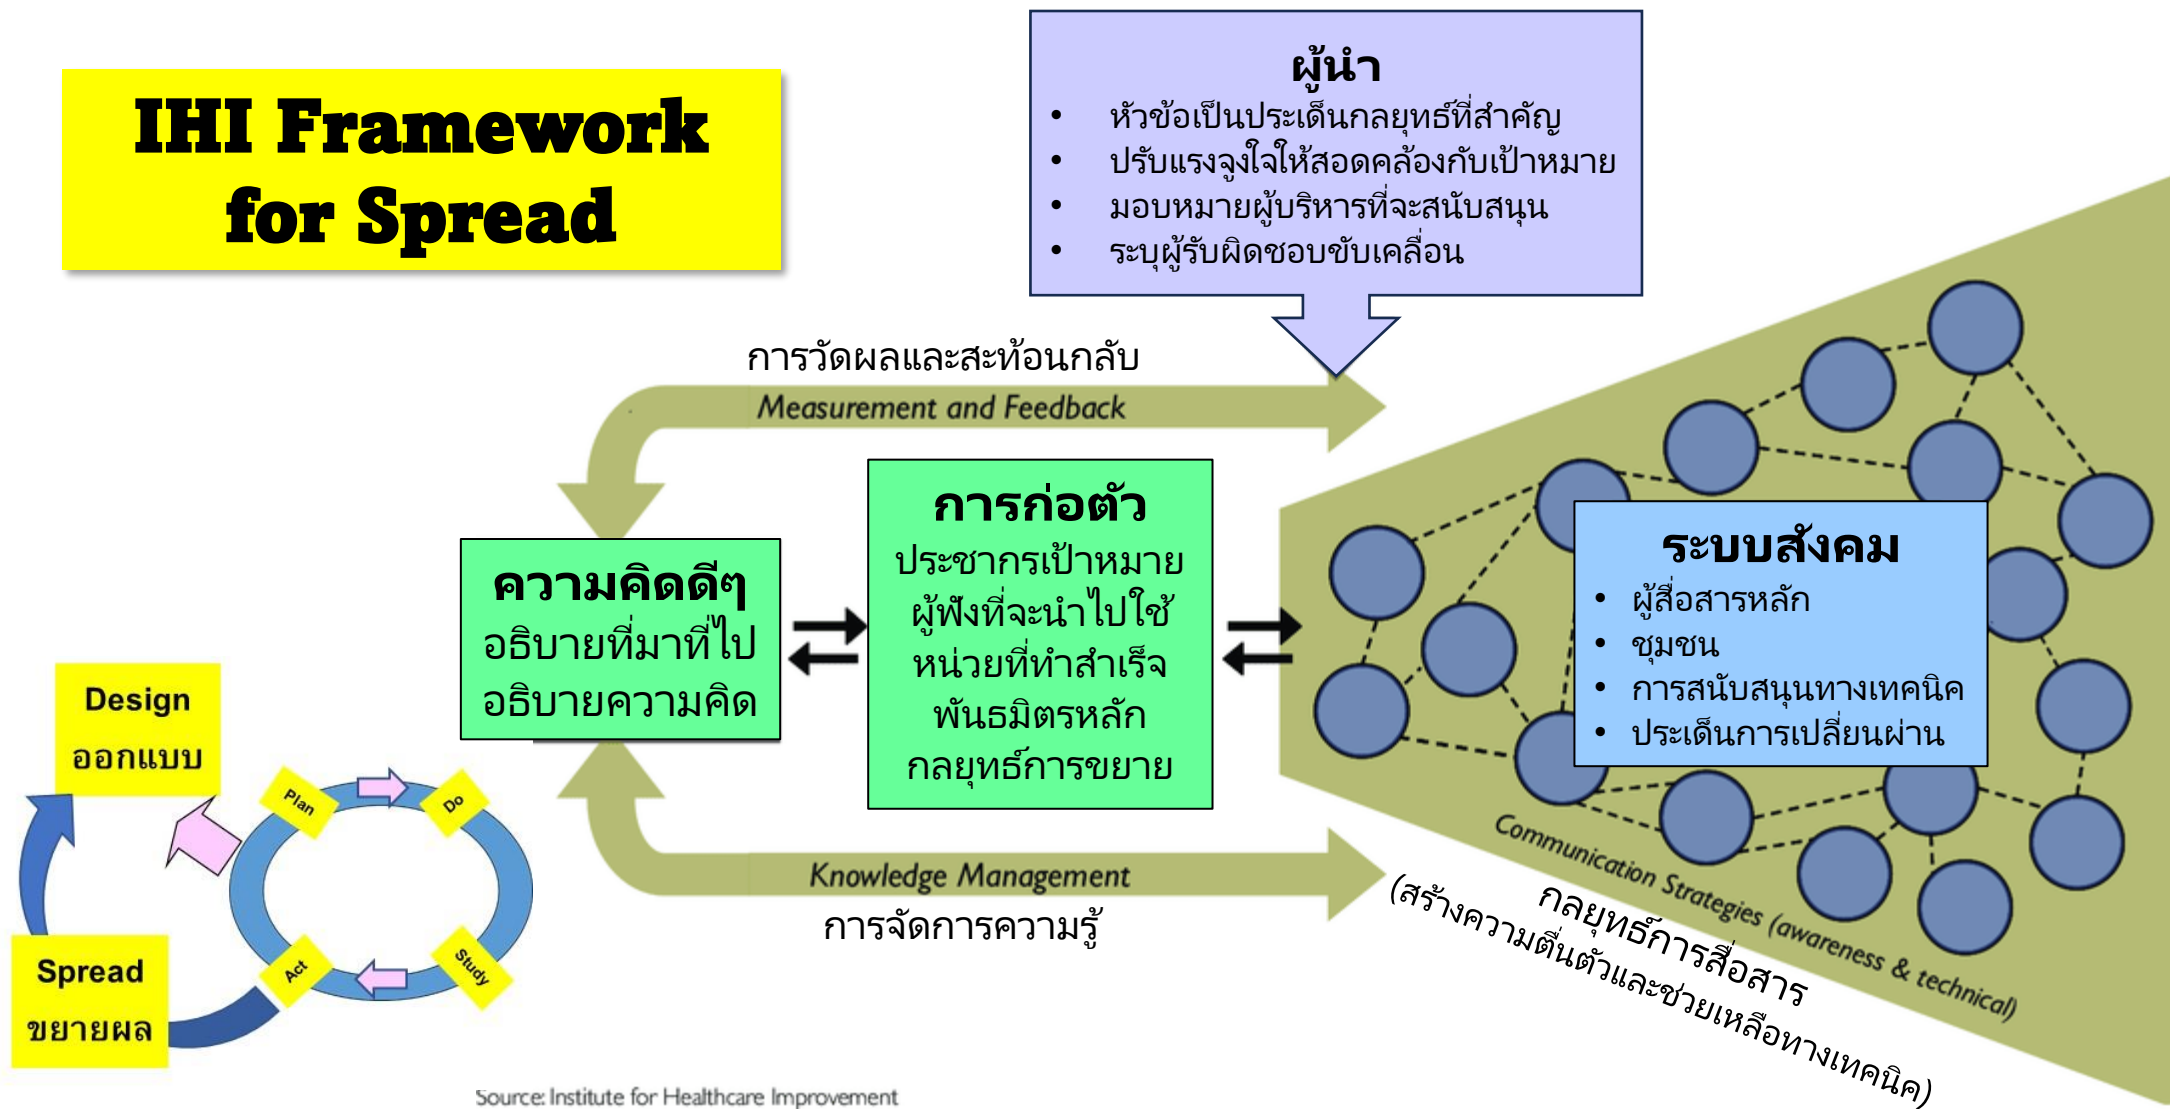 IHI Framework
for Spread
ผู้นำ
• หัวข้อเป็นประเด็นกลยุทธ์ที่สำคัญ
• ปรับแรงจูงใจให้สอดคล้องกับเป้าหมาย
• มอบหมายผู้บริหารที่จะสนับสนุน
• ระบุผู้รับผิดชอบขับเคลื่อน
การวัดผลและสะท้อนกลับ
Measurement and Feedback
ความคิดดีๆ
อธิบายที่มาที่ไป
อธิบายความคิด
การก่อตัว
ประชากรเป้าหมาย
ผู้ฟังที่จะนำไปใช้
หน่วยที่ทำสำเร็จ
พันธมิตรหลัก
กลยุทธ์การขยาย
ระบบสังคม
• ผู้สื่อสารหลัก
• ชุมชน
• การสนับสนุนทางเทคนิค
• ประเด็นการเปลี่ยนผ่าน
Design
ออกแบบ
Plan
Do
Study
Act
Spread
ขยายผล
Knowledge Management
การจัดการความรู้
Communication Strategies (awareness & technical)
กลยุทธ์การสื่อสาร
(สร้างความตื่นตัวและช่วยเหลือทางเทคนิค)
Source: Institute for Healthcare Improvement